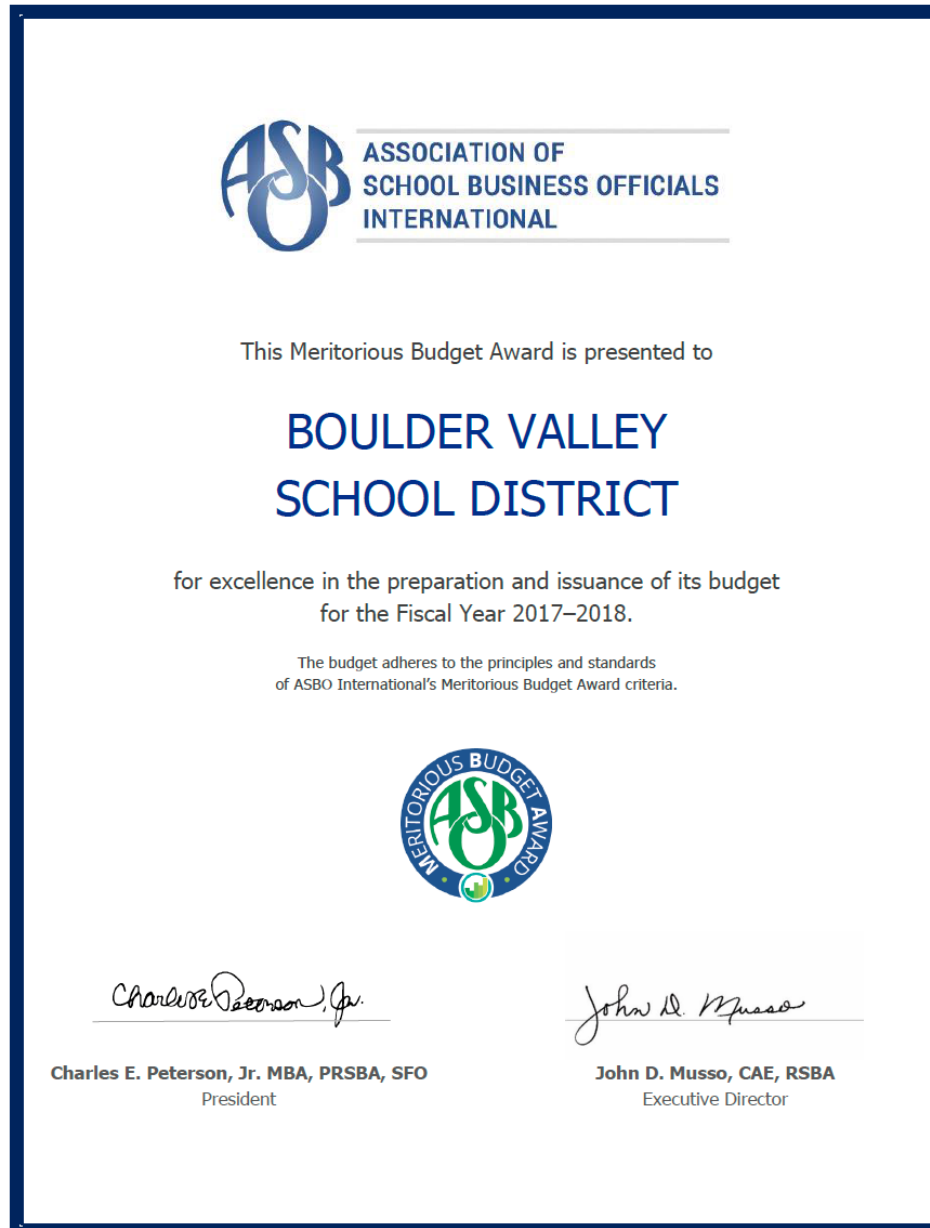 ASBO
ASSOCIATION OF
SCHOOL BUSINESS OFFICIALS
INTERNATIONAL
This Meritorious Budget Award is presented to
BOULDER VALLEY
SCHOOL DISTRICT
for excellence in the preparation and issuance of its budget
for the Fiscal Year 2017–2018.
The budget adheres to the principles and standards
of ASBO International's Meritorious Budget Award criteria.
MERITORIOUS BUDGET AWARD
ASBO
Charles E. Peterson, Jr.
John D. Musso
Charles E. Peterson, Jr. MBA, PRSBA, SFO
John D. Musso, CAE, RSBA
President
Executive Director